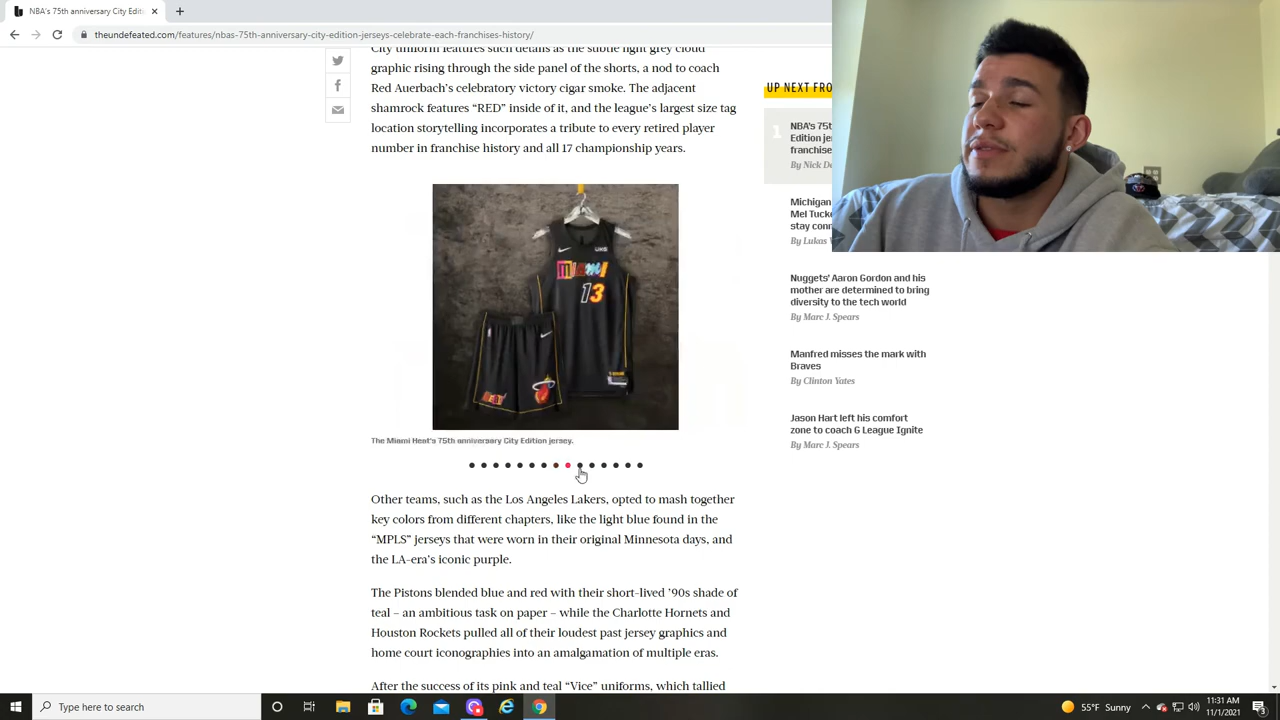 NBA's 75th anniversary City Edit
theundefeated.com/features/nbas-75th-anniversary-city-edition-jerseys-celebrate-each-franchises-history/
City uniform features such details as the subtle light grey cloud
graphic rising through the side panel of the shorts, a nod to coach
Red Auerbach's celebratory victory cigar smoke. The adjacent
shamrock features “RED” inside of it, and the league's largest size tag
location storytelling incorporates a tribute to every retired player
number in franchise history and all 17 championship years.
MIAMI
13
The Miami Heat's 75th anniversary City Edition jersey.
Other teams, such as the Los Angeles Lakers, opted to mash together
key colors from different chapters, like the light blue found in the
“MPLS” jerseys that were worn in their original Minnesota days, and
the LA-era's iconic purple.
The Pistons blended blue and red with their short-lived ’90s shade of
teal – an ambitious task on paper – while the Charlotte Hornets and
Houston Rockets pulled all of their loudest past jersey graphics and
home court iconographies into an amalgamation of multiple eras.
After the success of its pink and teal “Vice” uniforms, which tallied
UP NEXT FRO
1
NBA's 75t
Edition je
franchise
By Nick De
Michigan
Mel Tucke
stay conn
By Lukas
Nuggets' Aaron Gordon and his
mother are determined to bring
diversity to the tech world
By Marc J. Spears
Manfred misses the mark with
Braves
By Clinton Yates
Jason Hart left his comfort
zone to coach G League Ignite
By Marc J. Spears
Type here to search
55°F Sunny
11:31 AM
11/1/2021